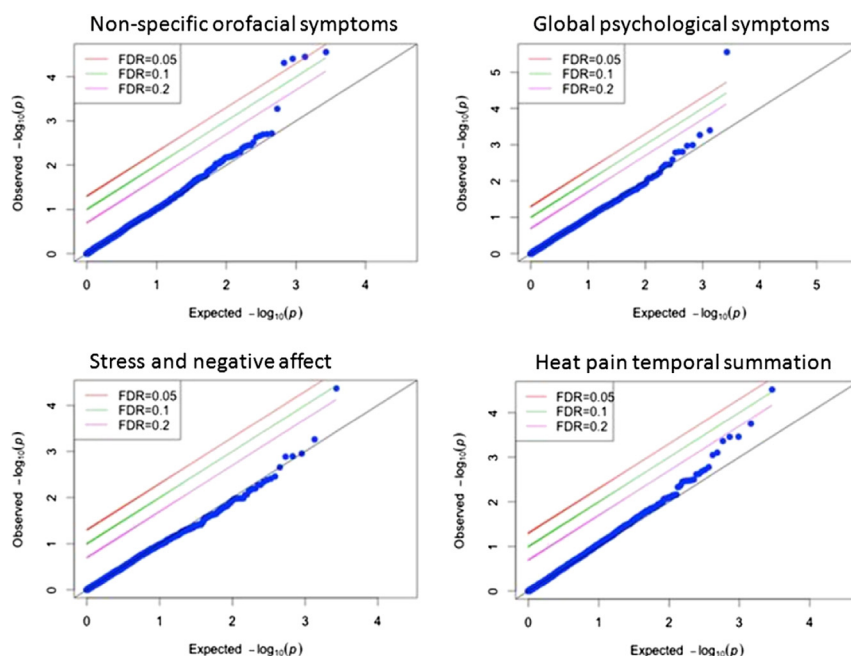 Non-specific orofacial symptoms
FDR=0.05
FDR=0.1
FDR=0.2
Observed −log10(p)
0
1
2
3
4
0
1
2
3
4
Expected −log10(p)
Global psychological symptoms
FDR=0.05
FDR=0.1
FDR=0.2
Observed −log10(p)
0
1
2
3
4
5
0
1
2
3
4
5
Expected −log10(p)
Stress and negative affect
FDR=0.05
FDR=0.1
FDR=0.2
Observed −log10(p)
0
1
2
3
4
0
1
2
3
4
Expected −log10(p)
Heat pain temporal summation
FDR=0.05
FDR=0.1
FDR=0.2
Observed −log10(p)
0
1
2
3
4
0
1
2
3
4
Expected −log10(p)